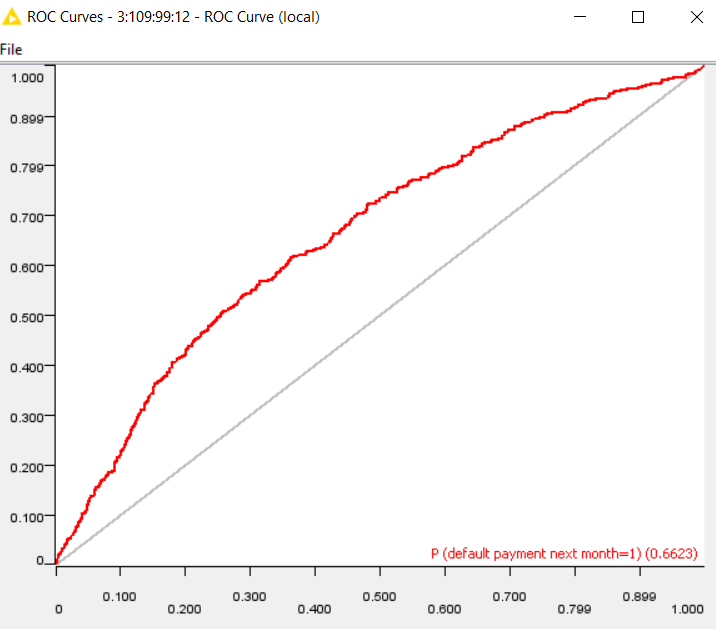 ROC Curves - 3:109:99:12 - ROC Curve (local)
File
1.000
0.899
0.799
0.700
0.600
0.500
0.400
0.300
0.200
0.100
0
P (default payment next month=1) (0.6623)
0.100 0.300 0.500 0.700 0.899
0 0.200 0.400 0.600 0.799 1.000